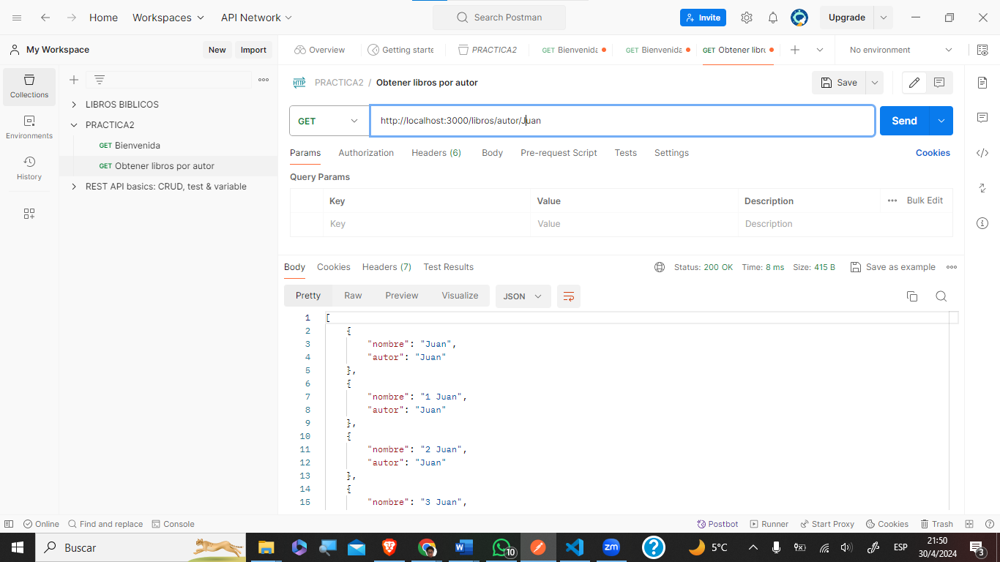 Home Workspaces API Network Search Postman Invite Upgrade
My Workspace New Import Overview Getting starte PRACTICA2 GET Bienvenida GET Bienvenida GET Obtener libro No environment
Collections
Environments
History
LIBROS BIBLICOS
PRACTICA2
GET Bienvenida
GET Obtener libros por autor
REST API basics: CRUD, test & variable
HTTP PRACTICA2 / Obtener libros por autor Save
GET http://localhost:3000/libros/autor/Juan Send
Params Authorization Headers (6) Body Pre-request Script Tests Settings Cookies
Query Params
Key Value Description Bulk Edit
Key Value Description
Body Cookies Headers (7) Test Results Status: 200 OK Time: 8 ms Size: 415 B Save as example
Pretty Raw Preview Visualize JSON
1 [
2 {
3 "nombre": "Juan",
4 "autor": "Juan"
5 },
6 {
7 "nombre": "1 Juan",
8 "autor": "Juan"
9 },
10 {
11 "nombre": "2 Juan",
12 "autor": "Juan"
13 },
14 {
15 "nombre": "3 Juan",
Online Find and replace Console Postbot Runner Start Proxy Cookies Trash
Buscar 10 zm 5°C ESP 21:50
30/4/2024 3